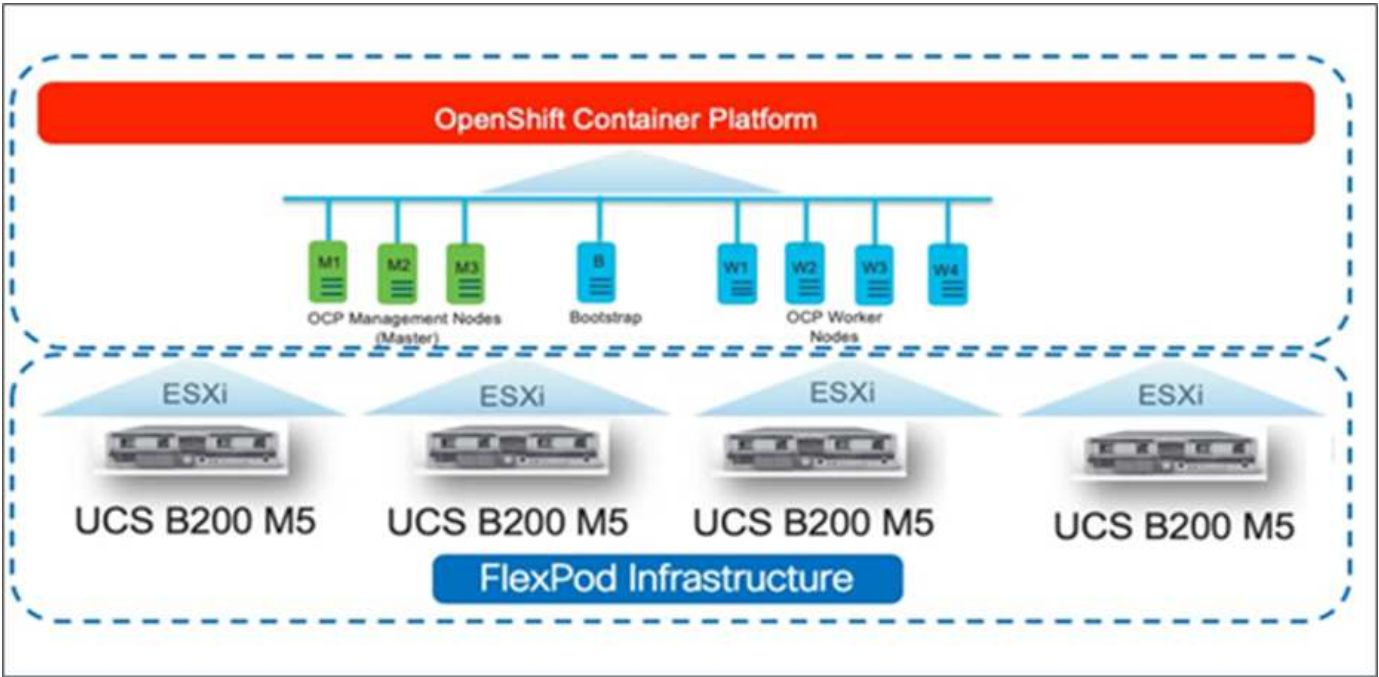 OpenShift Container Platform
M1 M2 M3 B W1 W2 W3 W4
OCP Management Nodes
(Master)
Bootstrap
OCP Worker
Nodes
ESXi ESXi ESXi ESXi
UCS B200 M5 UCS B200 M5 UCS B200 M5 UCS B200 M5
FlexPod Infrastructure